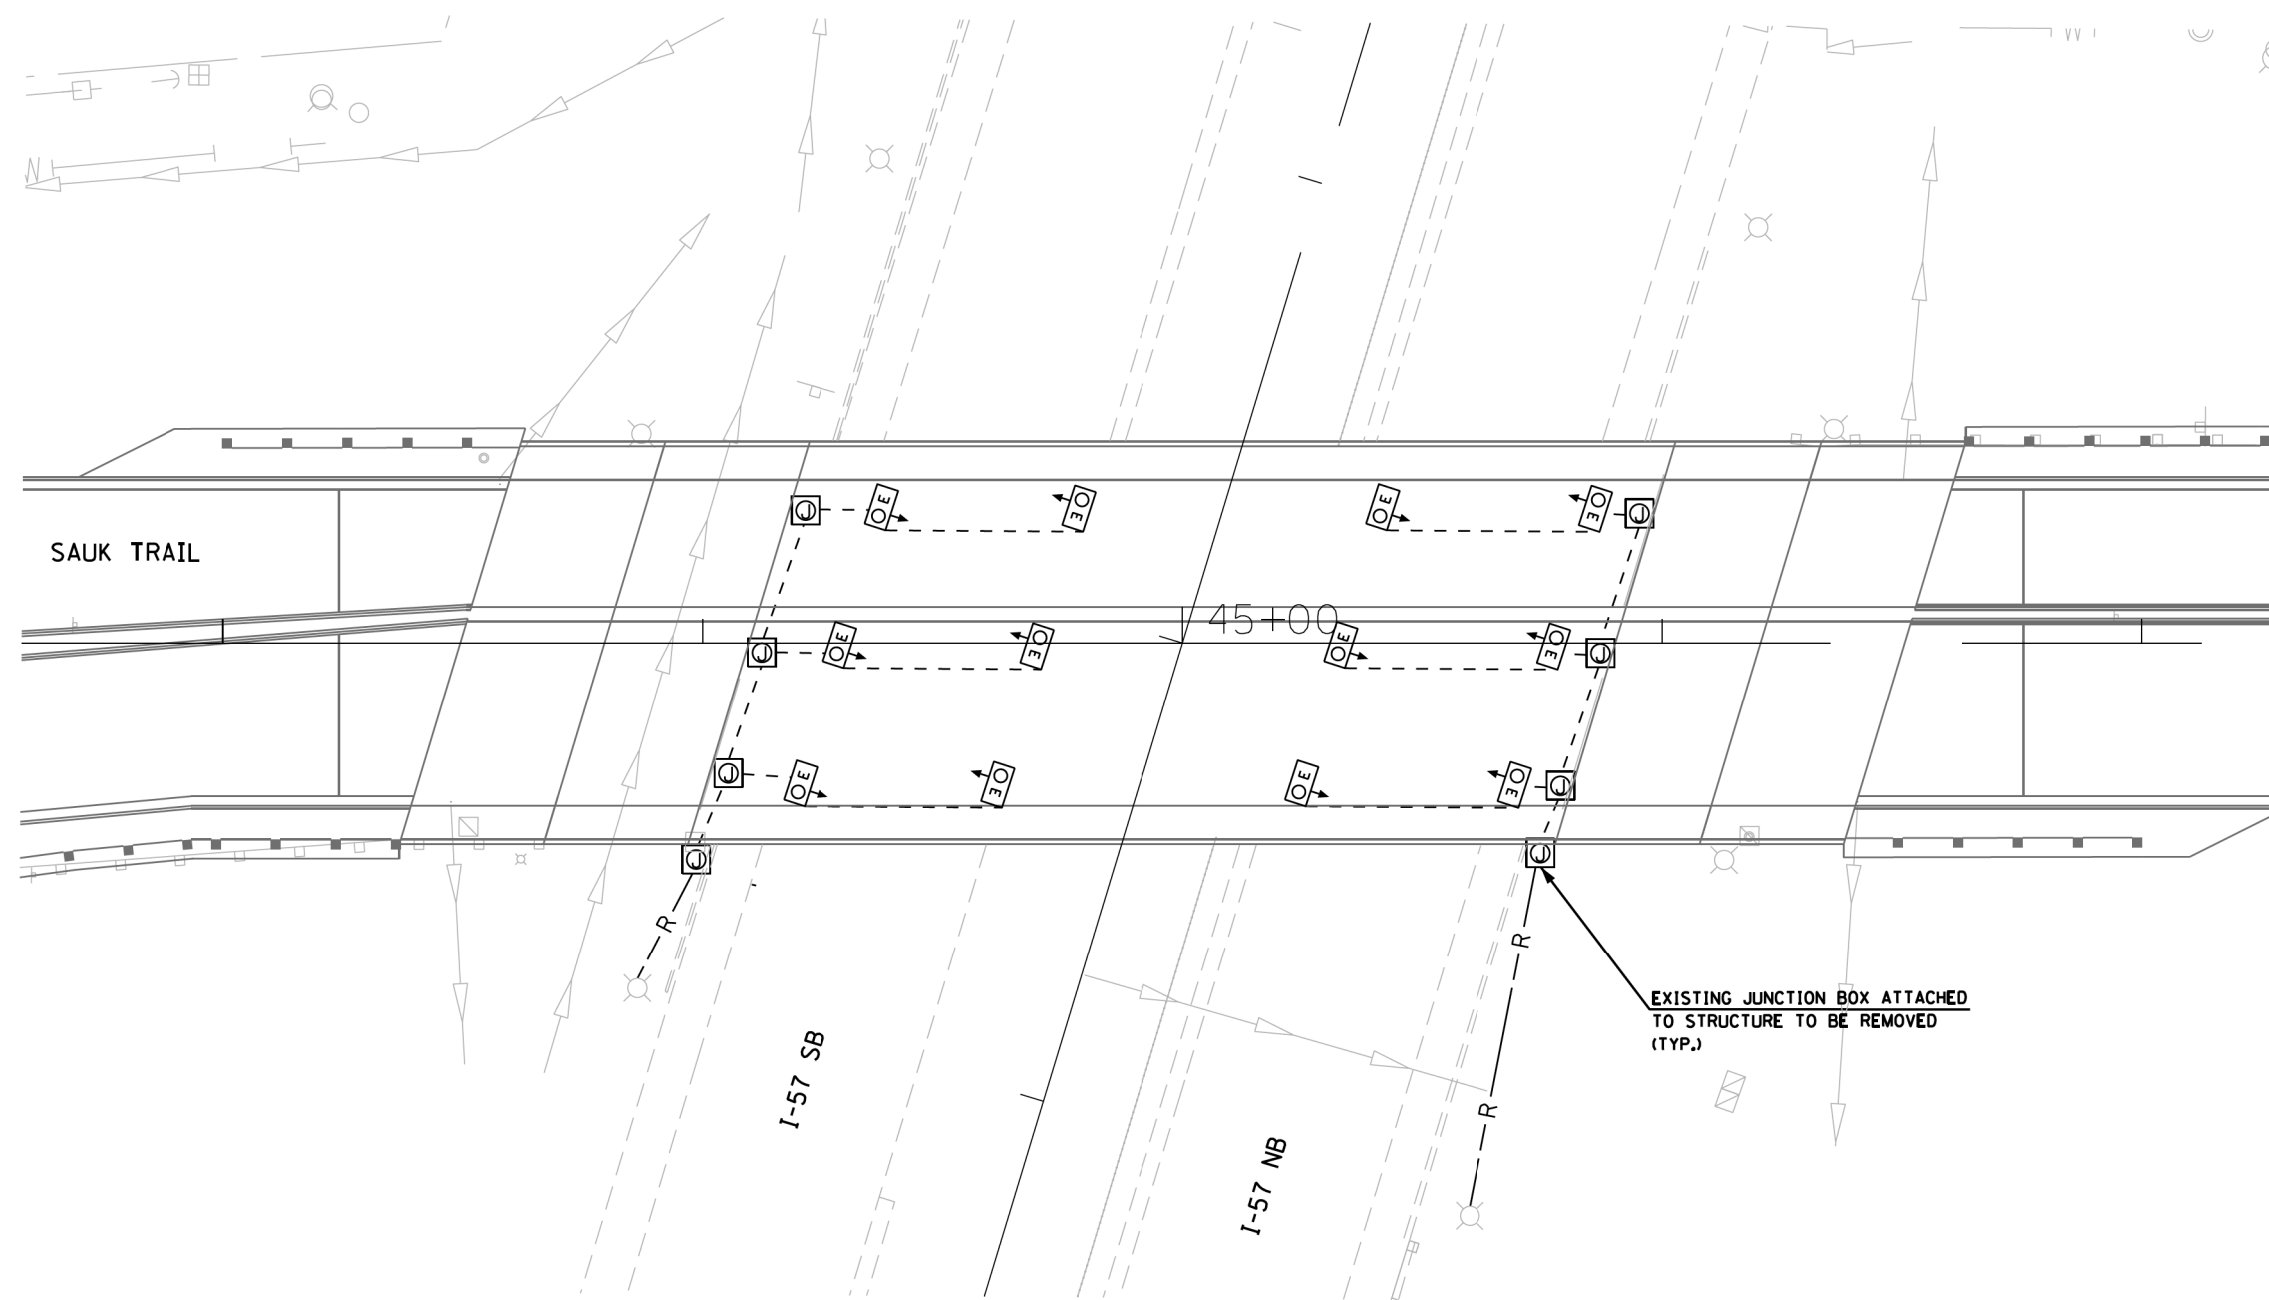 W
W
J
E
E
E
E
J
SAUK TRAIL
45+00
J
E
E
E
E
J
J
E
E
E
E
J
J
J
R
R
EXISTING JUNCTION BOX ATTACHED
TO STRUCTURE TO BE REMOVED
(TYP.)
I-57 SB
R
I-57 NB